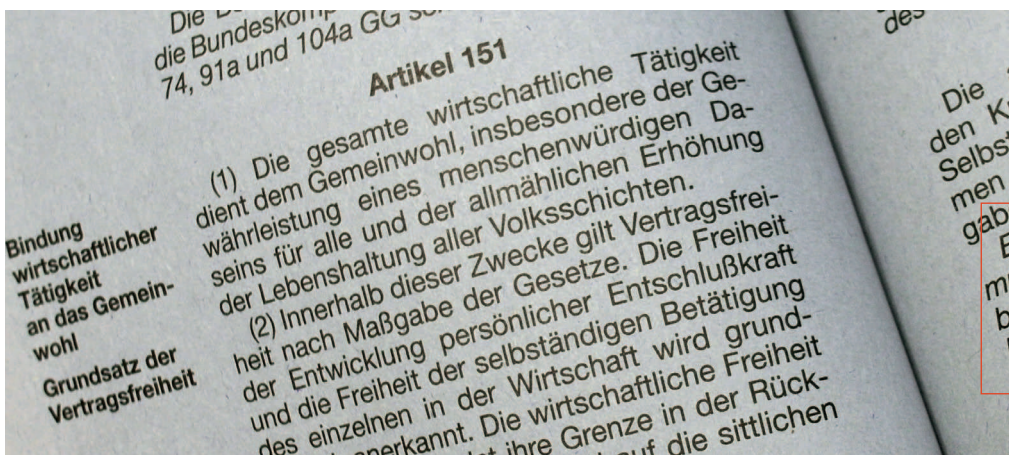 Die
die Bundeskomp
74, 91a und 104a GG
Artikel 151
(1) Die gesamte wirtschaftliche Tätigkeit
dient dem Gemeinwohl, insbesondere der Ge-
währleistung eines menschenwürdigen Da-
seins für alle und der allmählichen Erhöhung
der Lebenshaltung aller Volksschichten.
(2) Innerhalb dieser Zwecke gilt Vertragsfrei-
heit nach Maßgabe der Gesetze. Die Freiheit
der Entwicklung persönlicher Entschlußkraft
und die Freiheit der selbständigen Betätigung
des einzelnen in der Wirtschaft wird grund-
anerkannt. Die wirtschaftliche Freiheit
ihre Grenze in der Rück-
auf die sittlichen
Bindung
wirtschaftlicher
Tätigkeit
an das Gemein-
wohl
Grundsatz der
Vertragsfreiheit
des
Die
den K
Selbs
men
gab
E
m
b